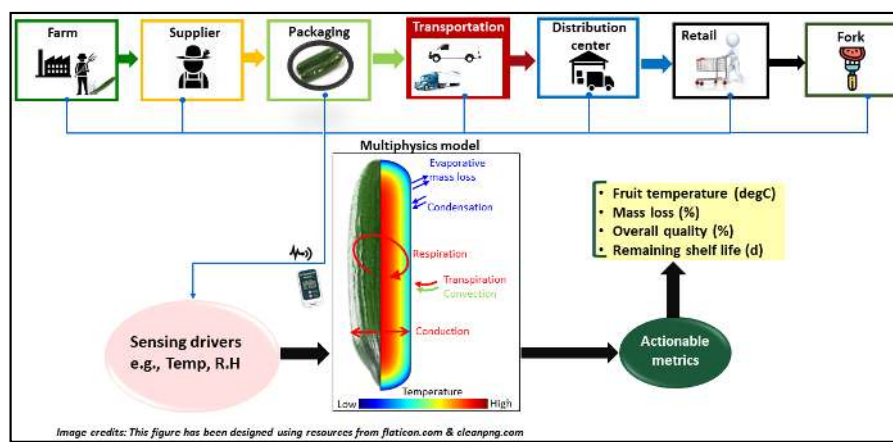 Farm
Supplier
Packaging
Transportation
Distribution
center
Retail
Fork
Multiphysics model
Evaporative
mass loss
Condensation
Respiration
Transpiration
Convection
Conduction
Temperature
Low
High
Sensing drivers
e.g., Temp, R.H
Actionable
metrics
• Fruit temperature (degC)
• Mass loss (%)
• Overall quality (%)
• Remaining shelf life (d)
Image credits: This figure has been designed using resources from flaticon.com & cleanpng.com